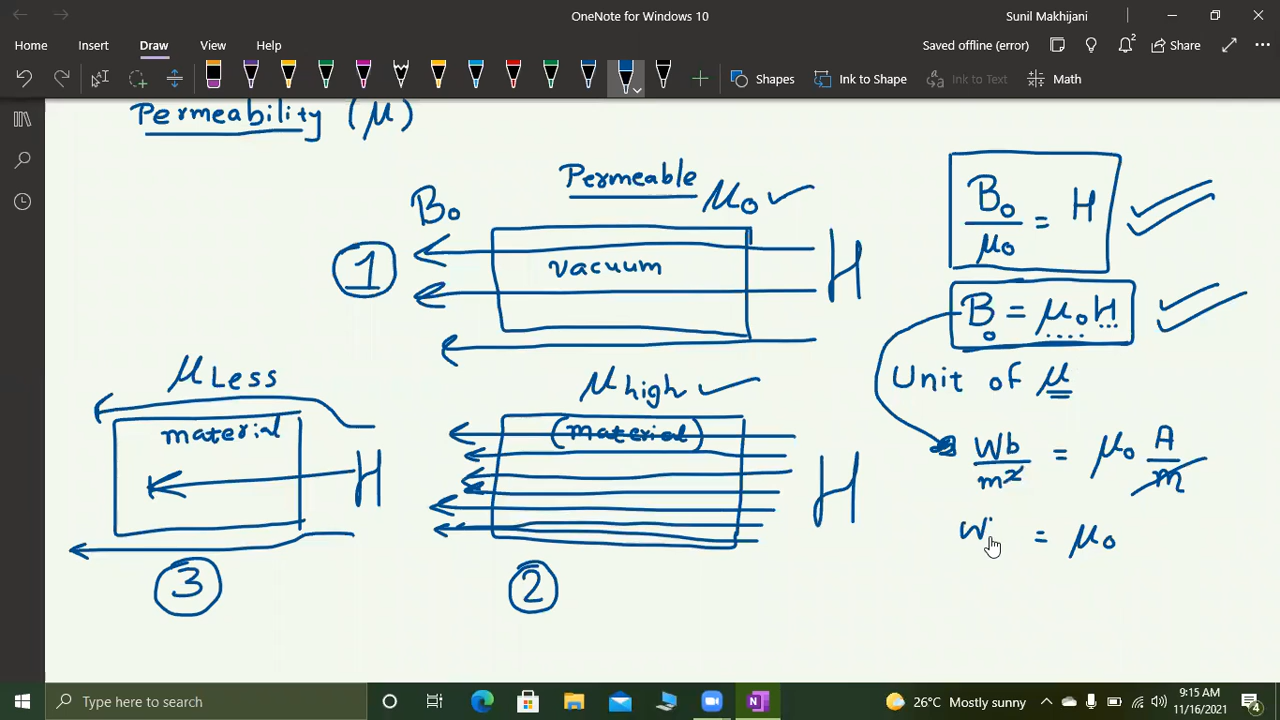 OneNote for Windows 10
Sunil Makhijani
Home Insert Draw View Help
Saved offline (error)
Share
Shapes
Ink to Shape
Ink to Text
Math
Permeability (μ)
Permeable μ₀ ✓
B₀
vacuum
H
1
B₀/μ₀ = H
B₀ = μ₀H
Unit of μ
Wb/m² = μ₀ A/m
W = μ₀
μ Less
material
H
3
μ high ✓
(material)
H
2
Type here to search
26°C Mostly sunny
9:15 AM
11/16/2021
4